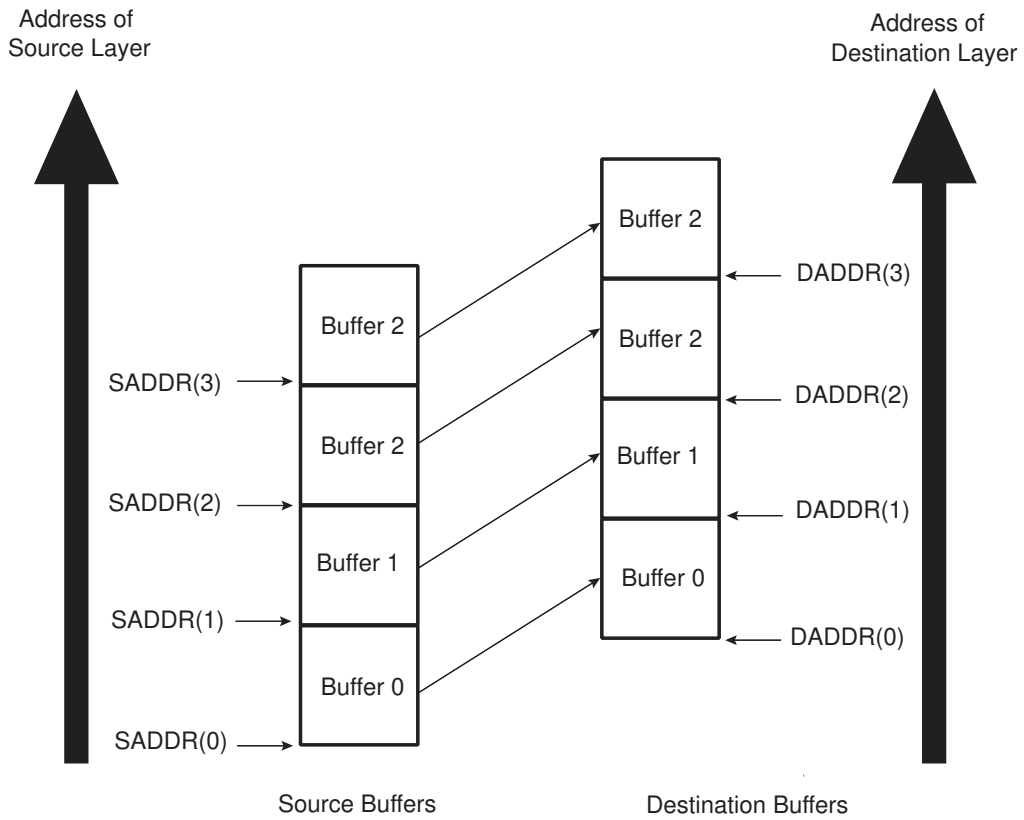 Address of
Source Layer
Address of
Destination Layer
Buffer 2
DADDR(3)
Buffer 2
Buffer 2
SADDR(3)
DADDR(2)
Buffer 2
Buffer 1
SADDR(2)
DADDR(1)
Buffer 1
Buffer 0
SADDR(1)
DADDR(0)
Buffer 0
SADDR(0)
Source Buffers
Destination Buffers